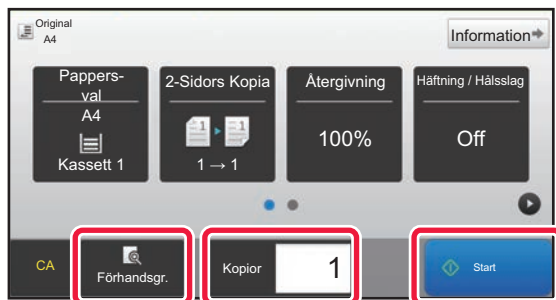 Original
A4
Information
Pappers-
val
A4
Kassett 1
2-Sidors Kopia
1 → 1
Återgivning
100%
Häftning / Hålsslag
Off
CA
Förhandsgr.
Kopior
1
Start